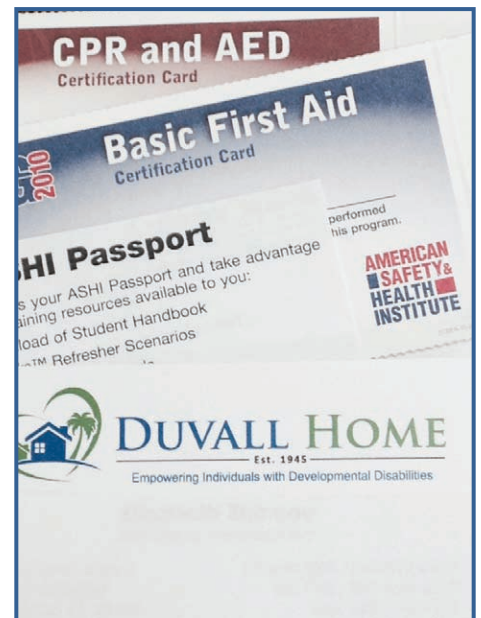 CPR and AED
Certification Card
Basic First Aid
Certification Card
2010
performed
his program.
AMERICAN
SAFETY&
HEALTH
INSTITUTE
HI Passport
s your ASHI Passport and take advantage
aining resources available to you:
oad of Student Handbook
™ Refresher Scenarios
DUVALL HOME
Est. 1945
Empowering Individuals with Developmental Disabilities